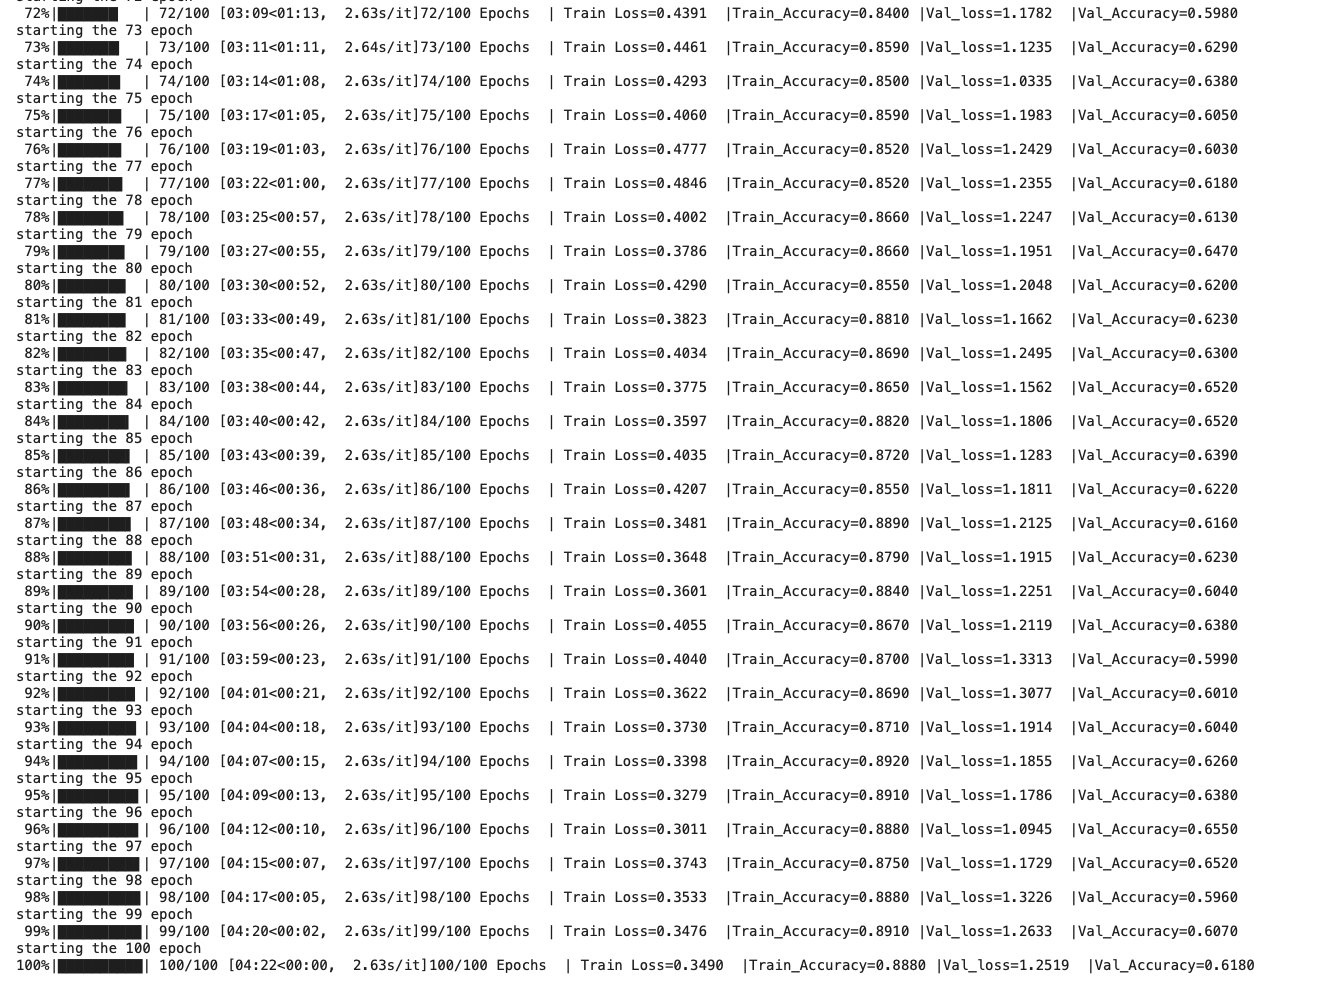 72%|███████   | 72/100 [03:09<01:13,  2.63s/it]72/100 Epochs  | Train Loss=0.4391  |Train_Accuracy=0.8400 |Val_loss=1.1782  |Val_Accuracy=0.5980
starting the 73 epoch
73%|███████   | 73/100 [03:11<01:11,  2.64s/it]73/100 Epochs  | Train Loss=0.4461  |Train_Accuracy=0.8590 |Val_loss=1.1235  |Val_Accuracy=0.6290
starting the 74 epoch
74%|███████   | 74/100 [03:14<01:08,  2.63s/it]74/100 Epochs  | Train Loss=0.4293  |Train_Accuracy=0.8500 |Val_loss=1.0335  |Val_Accuracy=0.6380
starting the 75 epoch
75%|███████   | 75/100 [03:17<01:05,  2.63s/it]75/100 Epochs  | Train Loss=0.4060  |Train_Accuracy=0.8590 |Val_loss=1.1983  |Val_Accuracy=0.6050
starting the 76 epoch
76%|███████   | 76/100 [03:19<01:03,  2.63s/it]76/100 Epochs  | Train Loss=0.4777  |Train_Accuracy=0.8520 |Val_loss=1.2429  |Val_Accuracy=0.6030
starting the 77 epoch
77%|███████   | 77/100 [03:22<01:00,  2.63s/it]77/100 Epochs  | Train Loss=0.4846  |Train_Accuracy=0.8520 |Val_loss=1.2355  |Val_Accuracy=0.6180
starting the 78 epoch
78%|███████   | 78/100 [03:25<00:57,  2.63s/it]78/100 Epochs  | Train Loss=0.4002  |Train_Accuracy=0.8660 |Val_loss=1.2247  |Val_Accuracy=0.6130
starting the 79 epoch
79%|███████   | 79/100 [03:27<00:55,  2.63s/it]79/100 Epochs  | Train Loss=0.3786  |Train_Accuracy=0.8660 |Val_loss=1.1951  |Val_Accuracy=0.6470
starting the 80 epoch
80%|████████  | 80/100 [03:30<00:52,  2.63s/it]80/100 Epochs  | Train Loss=0.4290  |Train_Accuracy=0.8550 |Val_loss=1.2048  |Val_Accuracy=0.6200
starting the 81 epoch
81%|████████  | 81/100 [03:33<00:49,  2.63s/it]81/100 Epochs  | Train Loss=0.3823  |Train_Accuracy=0.8810 |Val_loss=1.1662  |Val_Accuracy=0.6230
starting the 82 epoch
82%|████████  | 82/100 [03:35<00:47,  2.63s/it]82/100 Epochs  | Train Loss=0.4034  |Train_Accuracy=0.8690 |Val_loss=1.2495  |Val_Accuracy=0.6300
starting the 83 epoch
83%|████████  | 83/100 [03:38<00:44,  2.63s/it]83/100 Epochs  | Train Loss=0.3775  |Train_Accuracy=0.8650 |Val_loss=1.1562  |Val_Accuracy=0.6520
starting the 84 epoch
84%|████████  | 84/100 [03:40<00:42,  2.63s/it]84/100 Epochs  | Train Loss=0.3597  |Train_Accuracy=0.8820 |Val_loss=1.1806  |Val_Accuracy=0.6520
starting the 85 epoch
85%|████████  | 85/100 [03:43<00:39,  2.63s/it]85/100 Epochs  | Train Loss=0.4035  |Train_Accuracy=0.8720 |Val_loss=1.1283  |Val_Accuracy=0.6390
starting the 86 epoch
86%|████████  | 86/100 [03:46<00:36,  2.63s/it]86/100 Epochs  | Train Loss=0.4207  |Train_Accuracy=0.8550 |Val_loss=1.1811  |Val_Accuracy=0.6220
starting the 87 epoch
87%|████████  | 87/100 [03:48<00:34,  2.63s/it]87/100 Epochs  | Train Loss=0.3481  |Train_Accuracy=0.8890 |Val_loss=1.2125  |Val_Accuracy=0.6160
starting the 88 epoch
88%|████████  | 88/100 [03:51<00:31,  2.63s/it]88/100 Epochs  | Train Loss=0.3648  |Train_Accuracy=0.8790 |Val_loss=1.1915  |Val_Accuracy=0.6230
starting the 89 epoch
89%|████████  | 89/100 [03:54<00:28,  2.63s/it]89/100 Epochs  | Train Loss=0.3601  |Train_Accuracy=0.8840 |Val_loss=1.2251  |Val_Accuracy=0.6040
starting the 90 epoch
90%|█████████ | 90/100 [03:56<00:26,  2.63s/it]90/100 Epochs  | Train Loss=0.4055  |Train_Accuracy=0.8670 |Val_loss=1.2119  |Val_Accuracy=0.6380
starting the 91 epoch
91%|█████████ | 91/100 [03:59<00:23,  2.63s/it]91/100 Epochs  | Train Loss=0.4040  |Train_Accuracy=0.8700 |Val_loss=1.3313  |Val_Accuracy=0.5990
starting the 92 epoch
92%|█████████ | 92/100 [04:01<00:21,  2.63s/it]92/100 Epochs  | Train Loss=0.3622  |Train_Accuracy=0.8690 |Val_loss=1.3077  |Val_Accuracy=0.6010
starting the 93 epoch
93%|█████████ | 93/100 [04:04<00:18,  2.63s/it]93/100 Epochs  | Train Loss=0.3730  |Train_Accuracy=0.8710 |Val_loss=1.1914  |Val_Accuracy=0.6040
starting the 94 epoch
94%|█████████ | 94/100 [04:07<00:15,  2.63s/it]94/100 Epochs  | Train Loss=0.3398  |Train_Accuracy=0.8920 |Val_loss=1.1855  |Val_Accuracy=0.6260
starting the 95 epoch
95%|█████████ | 95/100 [04:09<00:13,  2.63s/it]95/100 Epochs  | Train Loss=0.3279  |Train_Accuracy=0.8910 |Val_loss=1.1786  |Val_Accuracy=0.6380
starting the 96 epoch
96%|█████████ | 96/100 [04:12<00:10,  2.63s/it]96/100 Epochs  | Train Loss=0.3011  |Train_Accuracy=0.8880 |Val_loss=1.0945  |Val_Accuracy=0.6550
starting the 97 epoch
97%|█████████ | 97/100 [04:15<00:07,  2.63s/it]97/100 Epochs  | Train Loss=0.3743  |Train_Accuracy=0.8750 |Val_loss=1.1729  |Val_Accuracy=0.6520
starting the 98 epoch
98%|█████████ | 98/100 [04:17<00:05,  2.63s/it]98/100 Epochs  | Train Loss=0.3533  |Train_Accuracy=0.8880 |Val_loss=1.3226  |Val_Accuracy=0.5960
starting the 99 epoch
99%|█████████ | 99/100 [04:20<00:02,  2.63s/it]99/100 Epochs  | Train Loss=0.3476  |Train_Accuracy=0.8910 |Val_loss=1.2633  |Val_Accuracy=0.6070
starting the 100 epoch
100%|██████████| 100/100 [04:22<00:00,  2.63s/it]100/100 Epochs  | Train Loss=0.3490  |Train_Accuracy=0.8880 |Val_loss=1.2519  |Val_Accuracy=0.6180